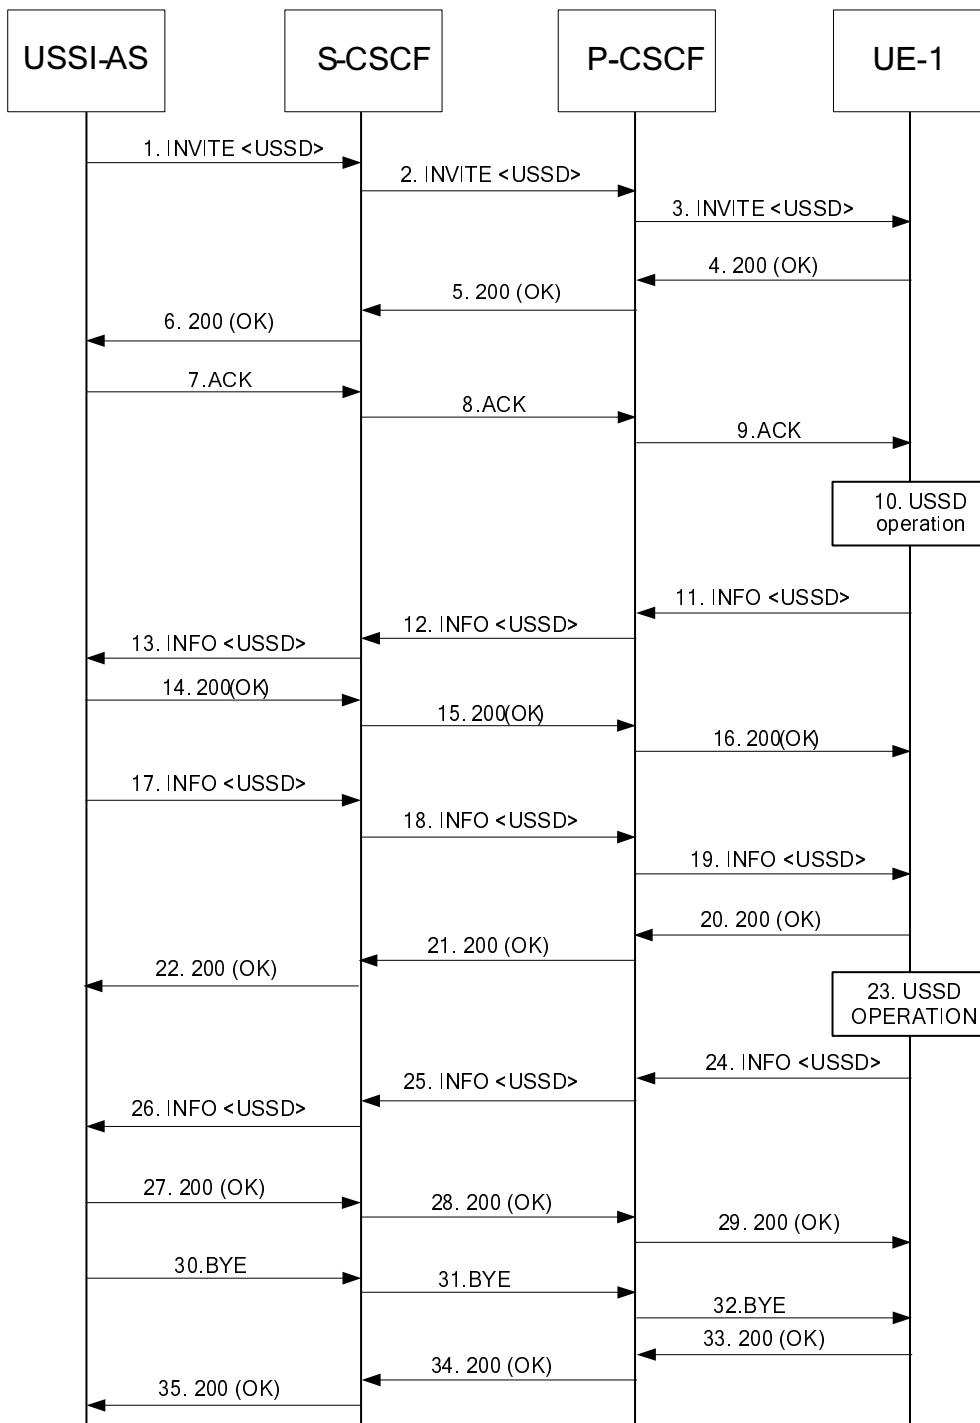 USSI-AS
S-CSCF
P-CSCF
UE-1
1. INVITE <USSD>
2. INVITE <USSD>
3. INVITE <USSD>
4. 200 (OK)
5. 200 (OK)
6. 200 (OK)
7.ACK
8.ACK
9.ACK
10. USSD
operation
11. INFO <USSD>
12. INFO <USSD>
13. INFO <USSD>
14. 200(OK)
15. 200(OK)
16. 200(OK)
17. INFO <USSD>
18. INFO <USSD>
19. INFO <USSD>
20. 200 (OK)
21. 200 (OK)
22. 200 (OK)
23. USSD
OPERATION
24. INFO <USSD>
25. INFO <USSD>
26. INFO <USSD>
27. 200 (OK)
28. 200 (OK)
29. 200 (OK)
30.BYE
31.BYE
32.BYE
33. 200 (OK)
34. 200 (OK)
35. 200 (OK)